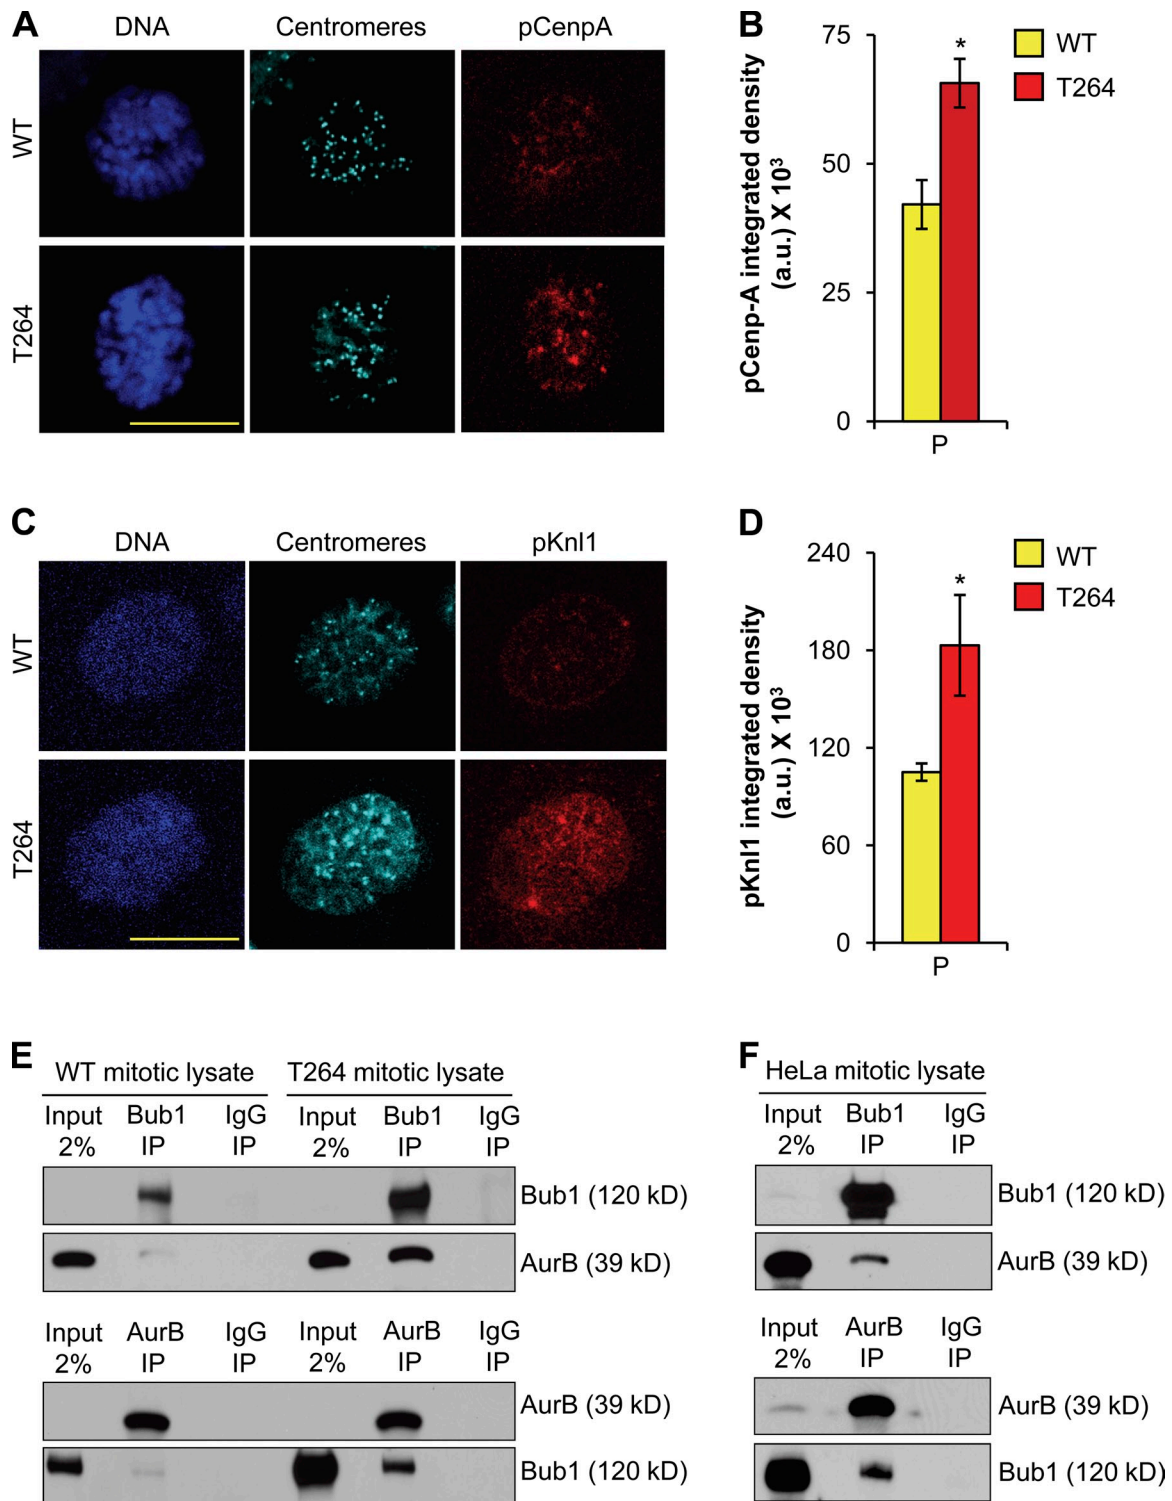 A
DNA
Centromeres
pCenpA
WT
T264
B
75
50
25
0
pCenp-A integrated density
(a.u.) X 10³
*
P
WT
T264
C
DNA
Centromeres
pKnl1
WT
T264
D
240
180
120
60
0
pKnl1 integrated density
(a.u.) X 10³
*
P
WT
T264
E
WT mitotic lysate
T264 mitotic lysate
Input 2%
Bub1 IP
IgG IP
Input 2%
Bub1 IP
IgG IP
Bub1 (120 kD)
AurB (39 kD)
Input 2%
AurB IP
IgG IP
Input 2%
AurB IP
IgG IP
AurB (39 kD)
Bub1 (120 kD)
F
HeLa mitotic lysate
Input 2%
Bub1 IP
IgG IP
Bub1 (120 kD)
AurB (39 kD)
Input 2%
AurB IP
IgG IP
AurB (39 kD)
Bub1 (120 kD)